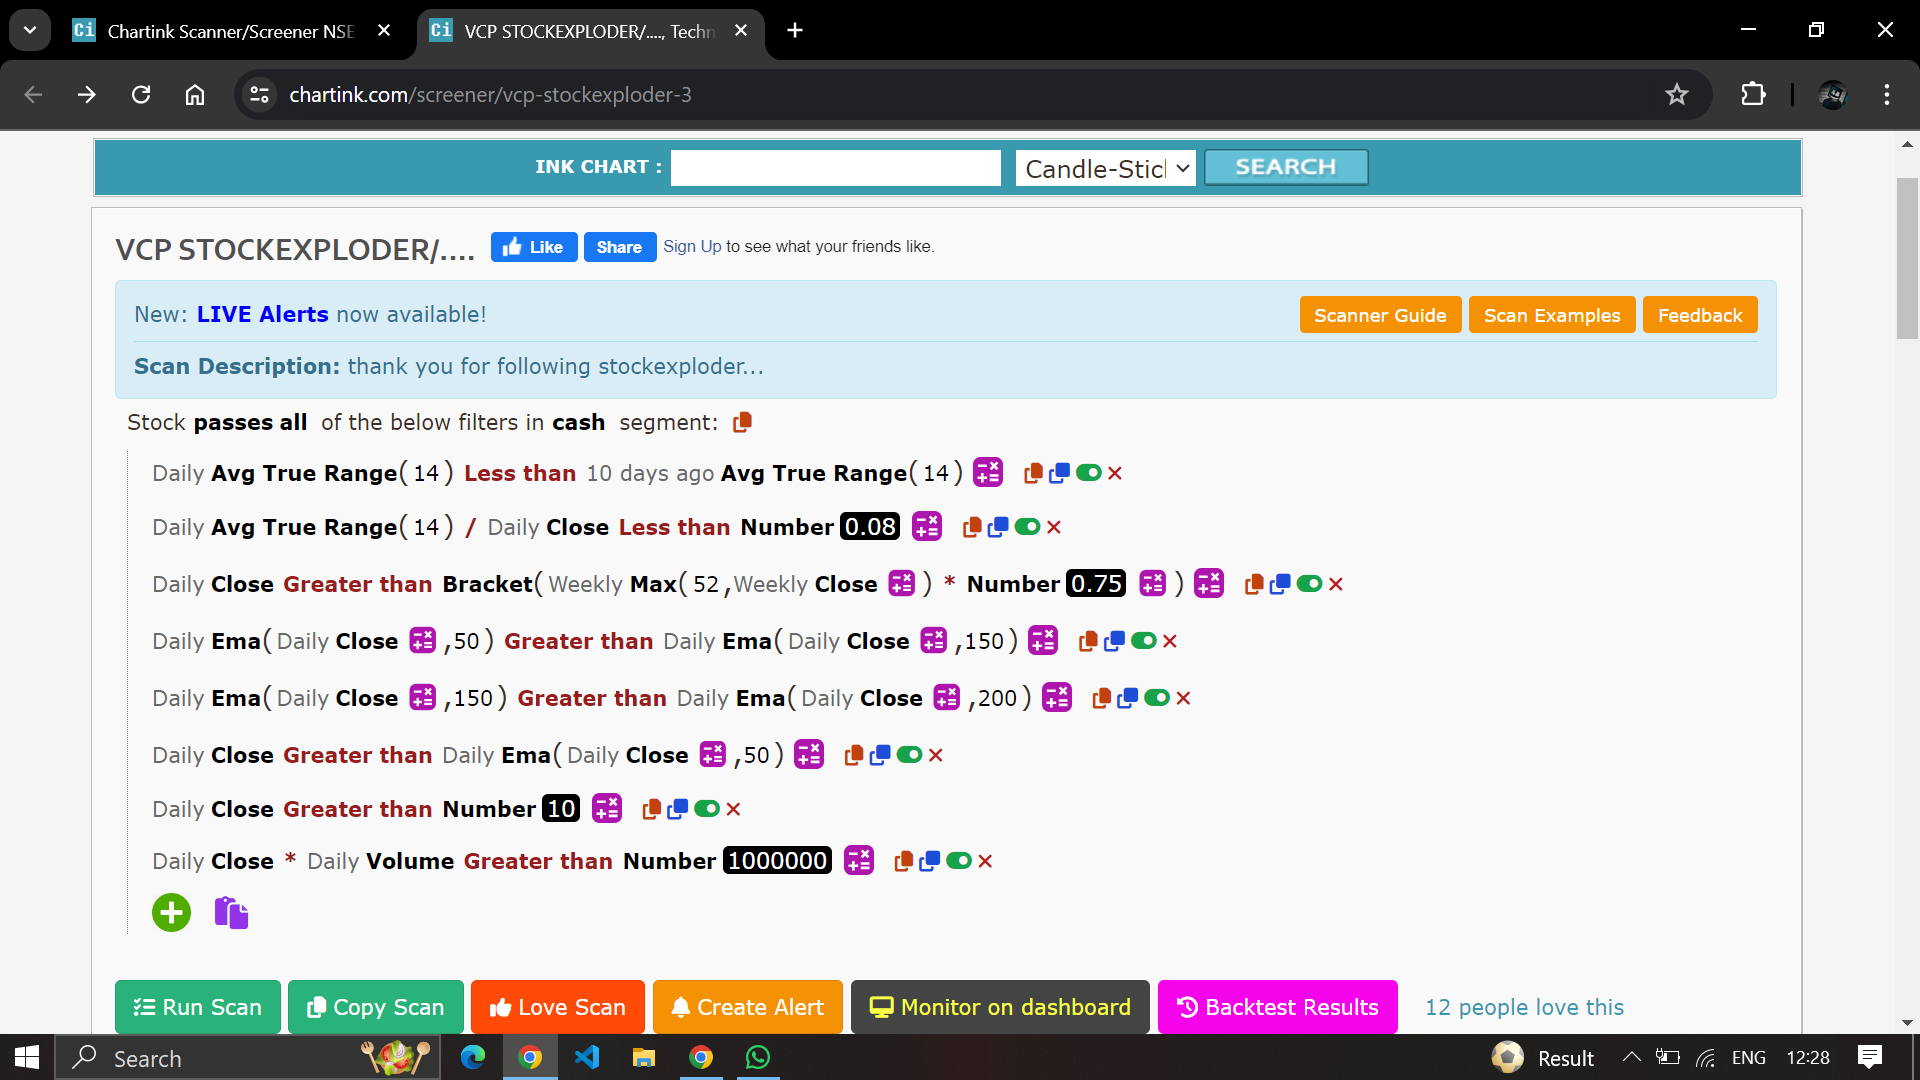 Chartink Scanner/Screener NSE
VCP STOCKEXPLODER/...., Techn
chartink.com/screener/vcp-stockexploder-3
INK CHART :
Candle-Stic
SEARCH
VCP STOCKEXPLODER/....
Like
Share
Sign Up to see what your friends like.
New: LIVE Alerts now available!
Scanner Guide
Scan Examples
Feedback
Scan Description: thank you for following stockexploder...
Stock passes all of the below filters in cash segment:
Daily Avg True Range( 14 ) Less than 10 days ago Avg True Range( 14 )
Daily Avg True Range( 14 ) / Daily Close Less than Number 0.08
Daily Close Greater than Bracket( Weekly Max( 52 , Weekly Close ) * Number 0.75 )
Daily Ema( Daily Close , 50 ) Greater than Daily Ema( Daily Close , 150 )
Daily Ema( Daily Close , 150 ) Greater than Daily Ema( Daily Close , 200 )
Daily Close Greater than Daily Ema( Daily Close , 50 )
Daily Close Greater than Number 10
Daily Close * Daily Volume Greater than Number 1000000
Run Scan
Copy Scan
Love Scan
Create Alert
Monitor on dashboard
Backtest Results
12 people love this
Search
Result
ENG
12:28